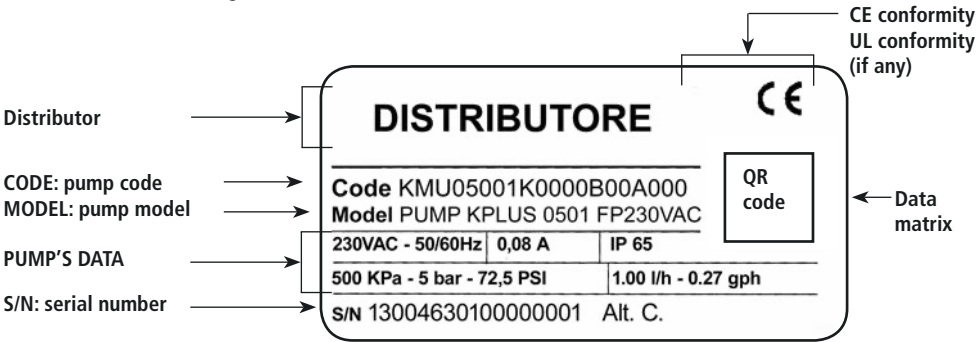 CE conformity
UL conformity
(if any)
Distributor
DISTRIBUTORE
CE
CODE: pump code
MODEL: pump model
Code KMU05001K0000B00A000
Model PUMP KPLUS 0501 FP230VAC
QR
code
Data
matrix
PUMP'S DATA
230VAC - 50/60Hz 0,08 A IP 65
500 KPa - 5 bar - 72,5 PSI 1.00 l/h - 0.27 gph
S/N: serial number
S/N 13004630100000001 Alt. C.